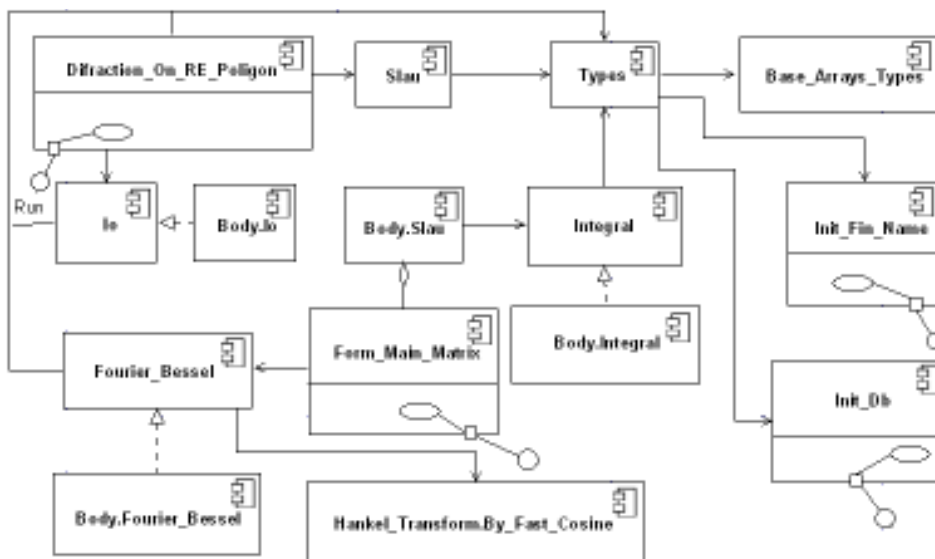 Difraction_On_RE_Poligon
Slau
Types
Base_Arrays_Types
Run
Io
Body.Io
Body.Slau
Integral
Init_Fin_Name
Form_Main_Matrix
Body.Integral
Fourier_Bessel
Init_Db
Body.Fourier_Bessel
Hankel_Transform.By_Fast_Cosine